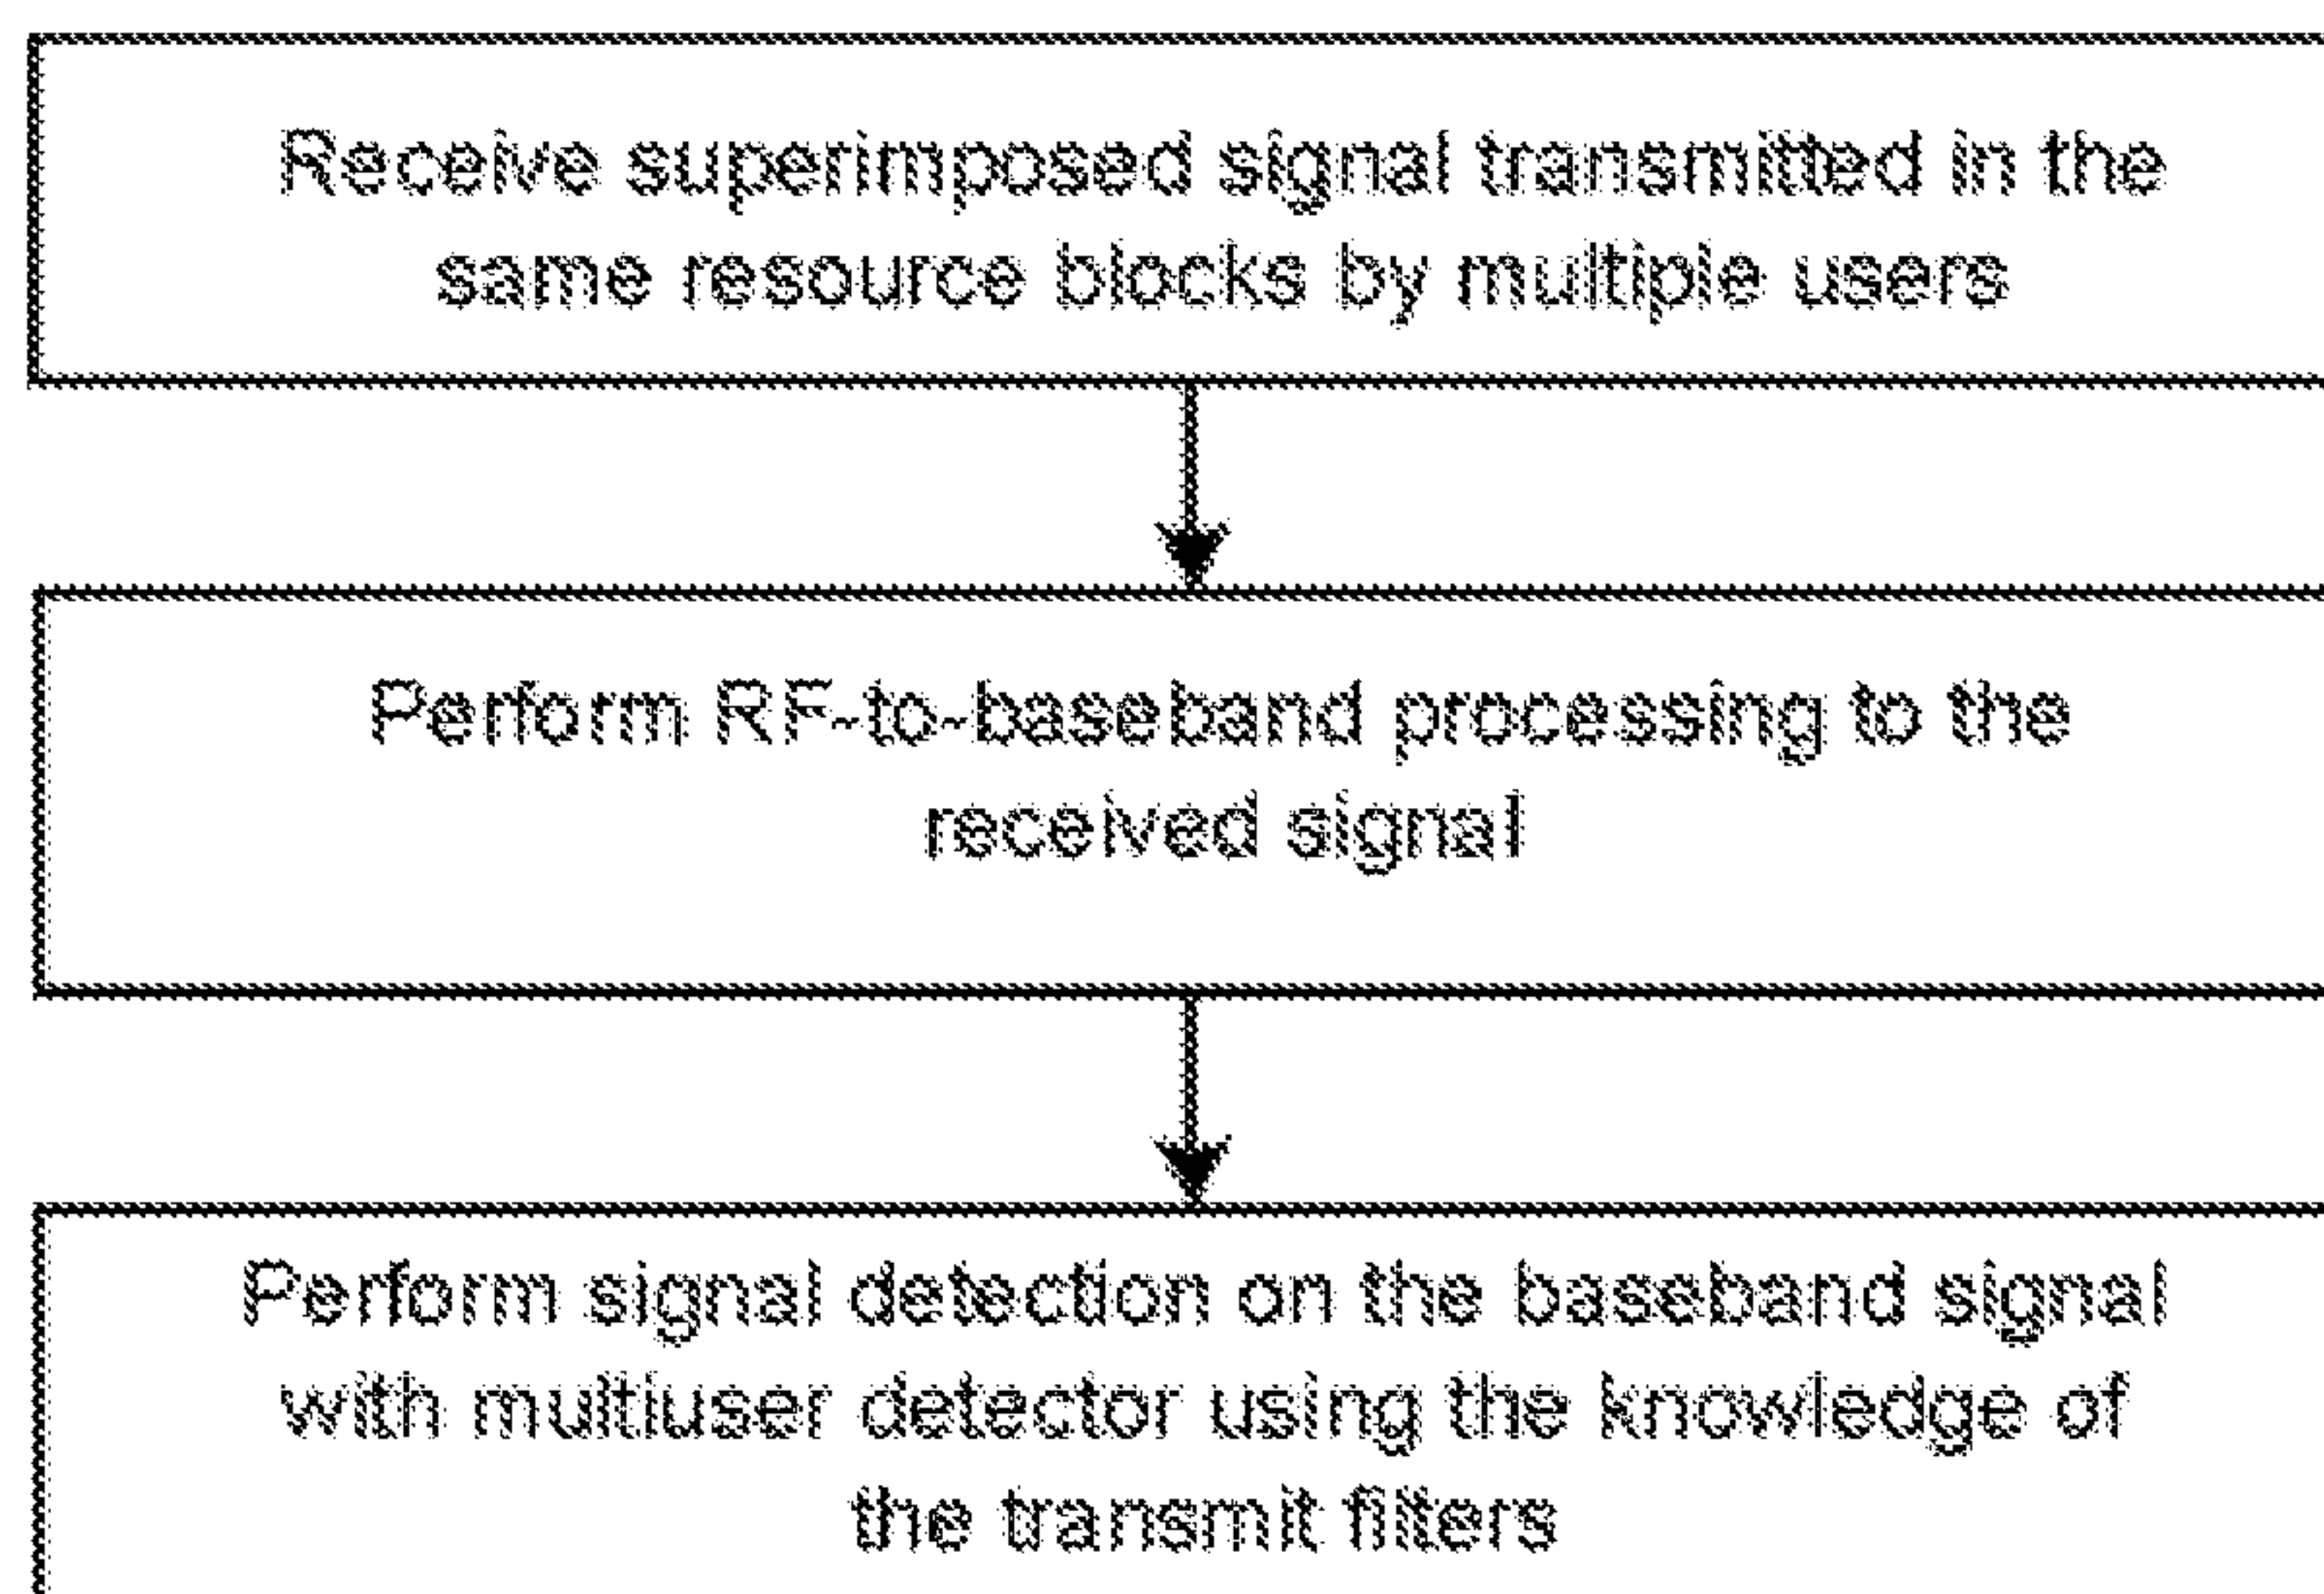 Receive superimposed signal transmitted in the
same resource blocks by multiple users
Perform RF-to-baseband processing to the
received signal
Perform signal detection on the baseband signal
with multiuser detector using the knowledge of
the transmit filters